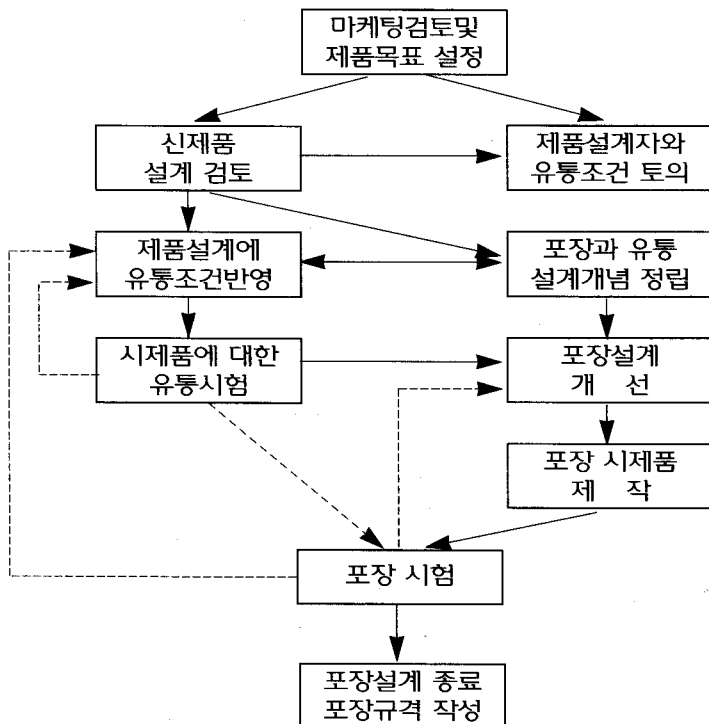 마케팅검토및
제품목표 설정
신제품
설계 검토
제품설계자와
유통조건 토의
제품설계에
유통조건반영
포장과 유통
설계개념 정립
시제품에 대한
유통시험
포장설계
개 선
포장 시제품
제 작
포장 시험
포장설계 종료
포장규격 작성